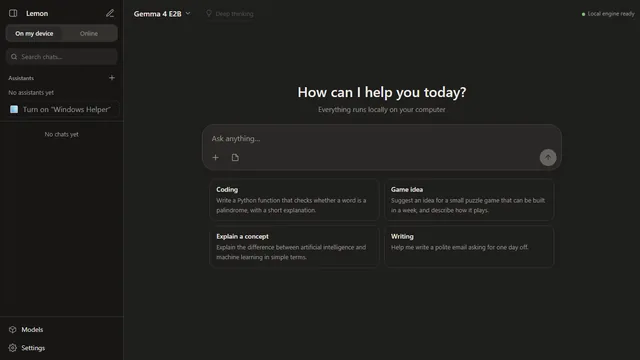 Lemon
On my device
Online
Search chats...
Assistants
No assistants yet
Turn on "Windows Helper"
No chats yet
Models
Settings
Gemma 4 E2B
Deep thinking
Local engine ready
How can I help you today?
Everything runs locally on your computer
Ask anything...
Coding
Write a Python function that checks whether a word is a
palindrome, with a short explanation.
Game idea
Suggest an idea for a small puzzle game that can be built
in a week, and describe how it plays.
Explain a concept
Explain the difference between artificial intelligence and
machine learning in simple terms.
Writing
Help me write a polite email asking for one day off.